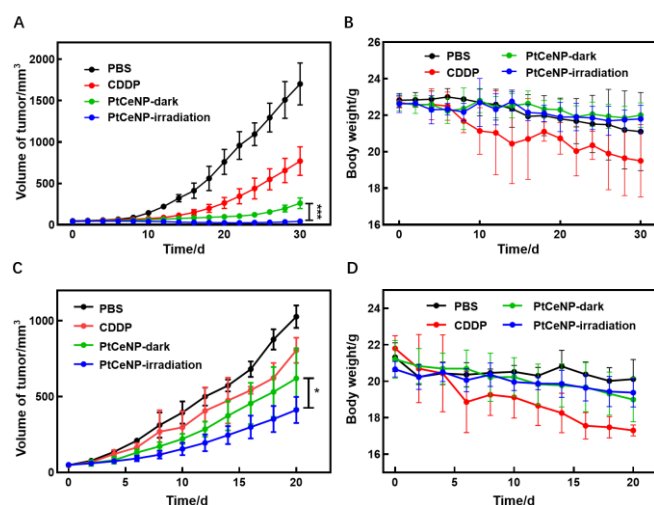 A
Volume of tumor/mm³
2000
1500
1000
500
0
PBS
CDDP
PtCeNP-dark
PtCeNP-irradiation
***
0 10 20 30
Time/d
B
Body weight/g
26
24
22
20
18
16
PBS PtCeNP-dark
CDDP PtCeNP-irradiation
0 10 20 30
Time/d
C
Volume of tumor/mm³
1000
500
0
PBS
CDDP
PtCeNP-dark
PtCeNP-irradiation
*
0 5 10 15 20
Time/d
D
Body weight/g
24
22
20
18
16
PBS PtCeNP-dark
CDDP PtCeNP-irradiation
0 5 10 15 20
Time/d